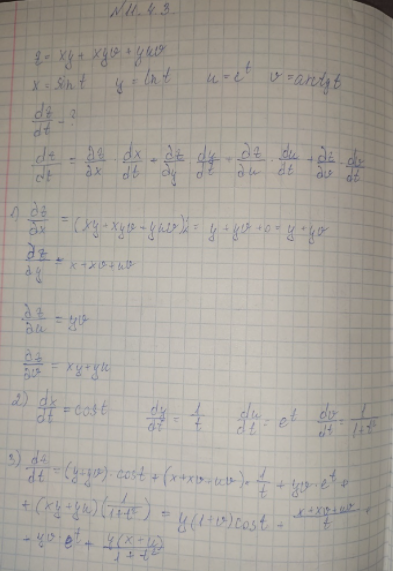 N 11.4.3
z = xy + xyv + yuv
x = sin t y = ln t u = e^t v = arctgt
dz/dt - ?
dz/dt = ∂z/∂x · dx/dt + ∂z/∂y · dy/dt + ∂z/∂u · du/dt + ∂z/∂v · dv/dt
1) ∂z/∂x = (xy + xyv + yuv)'x = y + yv + 0 = y + yv
∂z/∂y = x + xv + uv
∂z/∂u = yv
∂z/∂v = xy + yu
2) dx/dt = cos t dy/dt = 1/t du/dt = e^t dv/dt = 1/(1+t²)
3) dz/dt = (y + yv) · cos t + (x + xv + uv) · 1/t + yv · e^t +
+ (xy + yu)(1/(1+t²)) = y(1+v)cos t + (x + xv + uv)/t +
+ yv · e^t + y(x+u)/(1+t²)